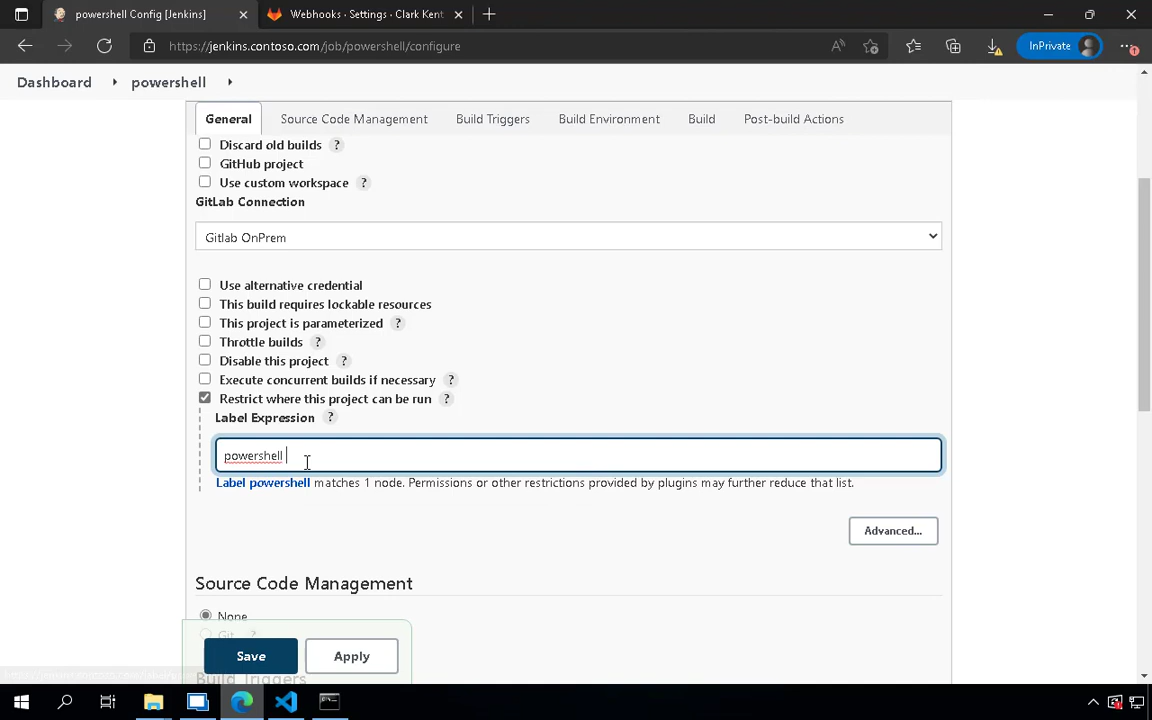 powershell Config [Jenkins]
Webhooks · Settings · Clark Kent
https://jenkins.contoso.com/job/powershell/configure
InPrivate
Dashboard
powershell
General
Source Code Management
Build Triggers
Build Environment
Build
Post-build Actions
Discard old builds ?
GitHub project
Use custom workspace ?
GitLab Connection
Gitlab OnPrem
Use alternative credential
This build requires lockable resources
This project is parameterized ?
Throttle builds ?
Disable this project ?
Execute concurrent builds if necessary ?
Restrict where this project can be run ?
Label Expression ?
powershell
Label powershell matches 1 node. Permissions or other restrictions provided by plugins may further reduce that list.
Advanced...
Source Code Management
None
Git ?
Save
Apply
Build Triggers